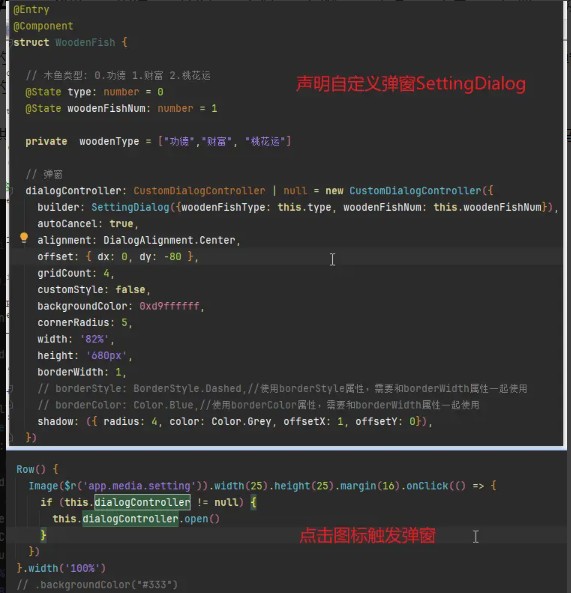 @Entry
@Component
struct WoodenFish {
// 木鱼类型: 0.功德 1.财富 2.桃花运
声明自定义弹窗SettingDialog
@State type: number = 0
@State woodenFishNum: number = 1
private woodenType = ["功德","财富", "桃花运"]
// 弹窗
dialogController: CustomDialogController | null = new CustomDialogController({
builder: SettingDialog({woodenFishType: this.type, woodenFishNum: this.woodenFishNum}),
autoCancel: true,
alignment: DialogAlignment.Center,
offset: { dx: 0, dy: -80 },
gridCount: 4,
customStyle: false,
backgroundColor: 0xd9ffffff,
cornerRadius: 5,
width: '82%',
height: '680px',
borderWidth: 1,
// borderStyle: BorderStyle.Dashed,//使用borderStyle属性，需要和borderWidth属性一起使用
// borderColor: Color.Blue,//使用borderColor属性，需要和borderWidth属性一起使用
shadow: ({ radius: 4, color: Color.Grey, offsetX: 1, offsetY: 0}),
})
Row() {
Image($r('app.media.setting')).width(25).height(25).margin(16).onClick(() => {
if (this.dialogController != null) {
this.dialogController.open()
}
点击图标触发弹窗
})
}.width('100%')
// .backgroundColor("#333")